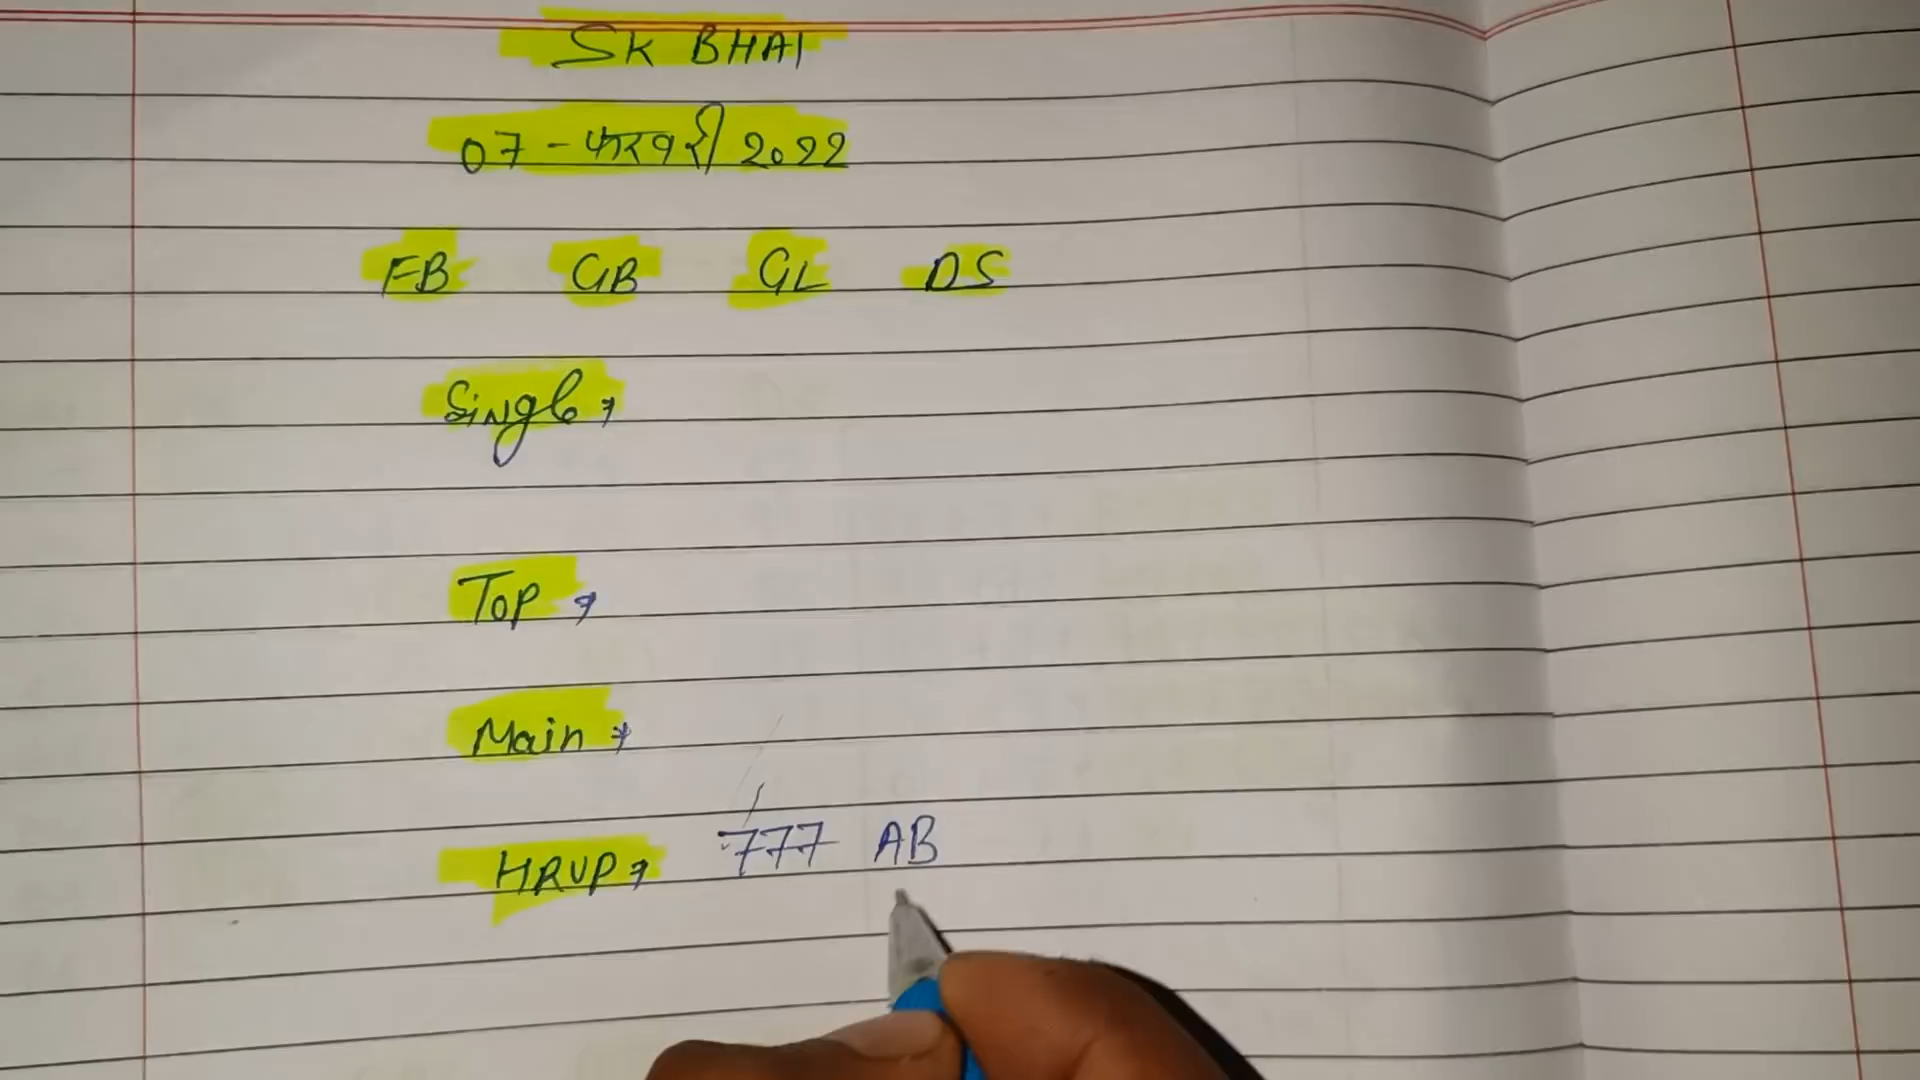 SK BHAI
07 - फरवरी 2022
FB GB GL DS
Single →
Top →
Main →
HRUP → 777 AB